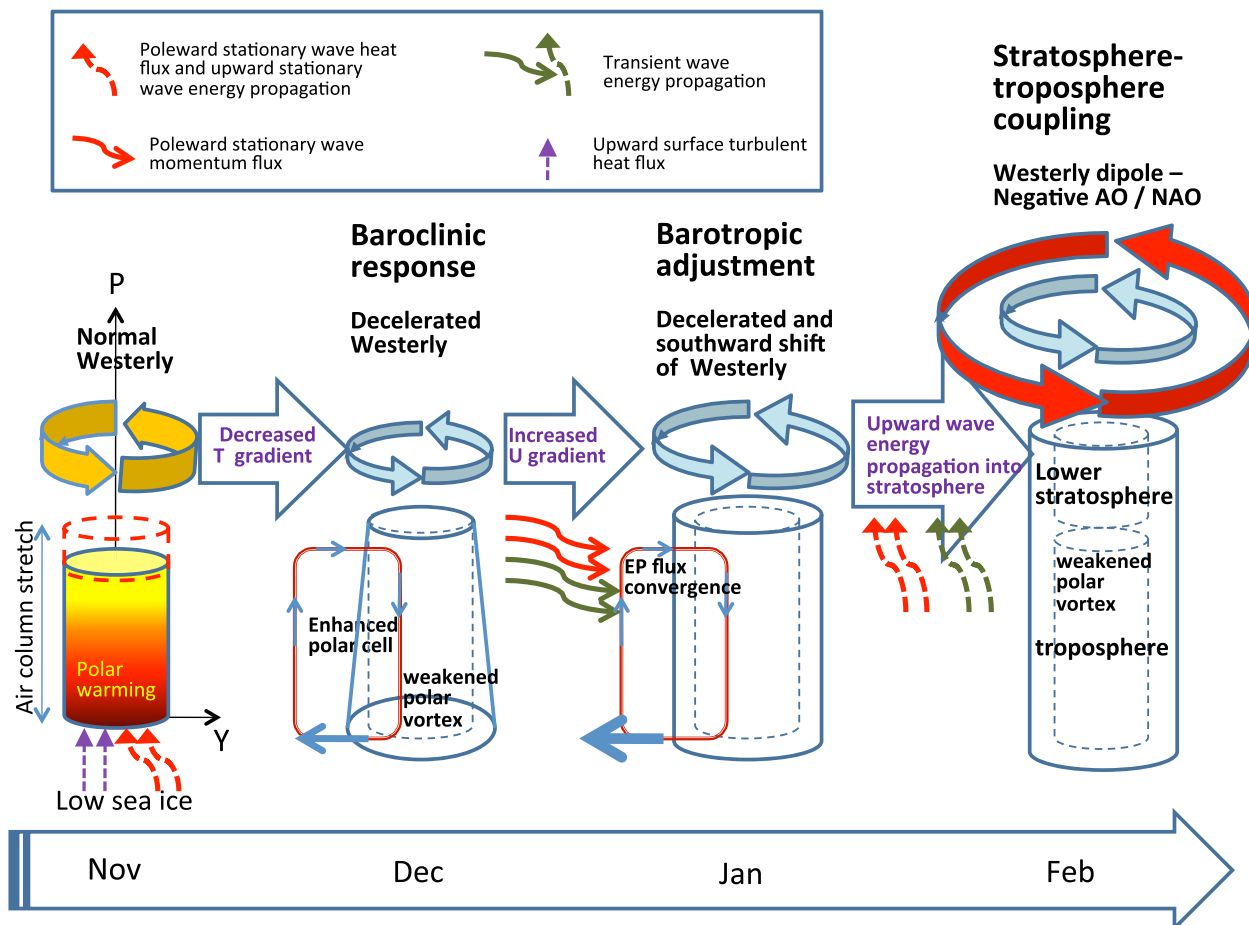 Poleward stationary wave heat
flux and upward stationary
wave energy propagation
Transient wave
energy propagation
Poleward stationary wave
momentum flux
Upward surface turbulent
heat flux
Stratosphere-
troposphere
coupling
Westerly dipole –
Negative AO / NAO
Baroclinic
response
Decelerated
Westerly
Barotropic
adjustment
Decelerated and
southward shift
of Westerly
P
Normal
Westerly
Decreased
T gradient
Increased
U gradient
Upward wave
energy
propagation into
stratosphere
Air column stretch
Polar
warming
Y
Low sea ice
Enhanced
polar cell
weakened
polar
vortex
EP flux
convergence
Lower
stratosphere
weakened
polar
vortex
troposphere
Nov
Dec
Jan
Feb